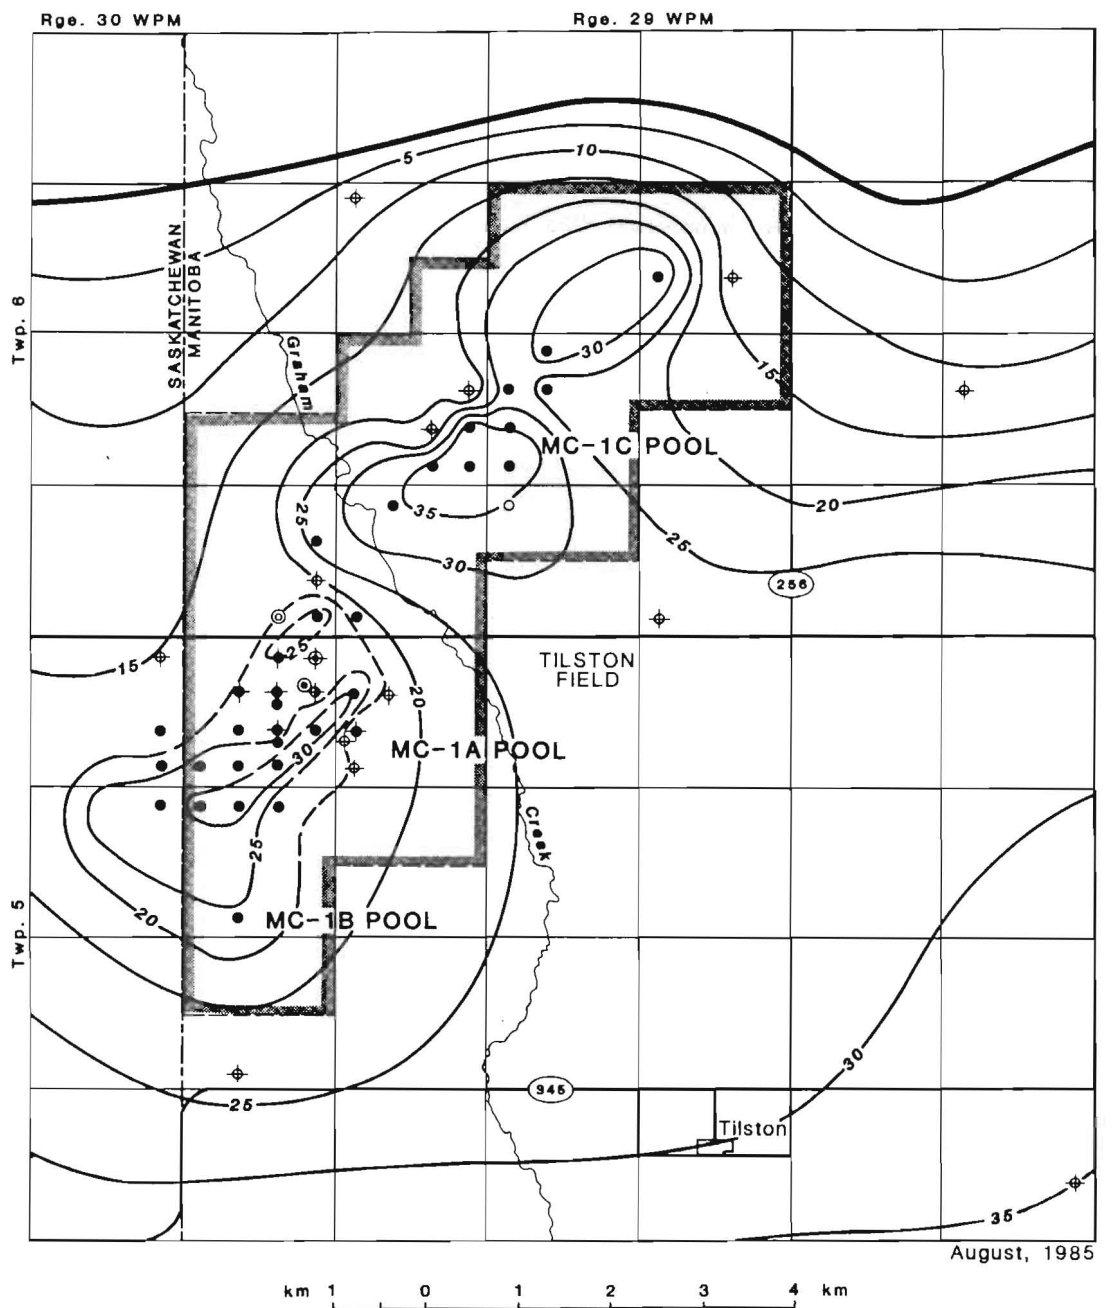 Rge. 30 WPM
Rge. 29 WPM
5
10
SASKATCHEWAN
MANITOBA
Twp. 6
Graham
30
15
MC-1C POOL
20
25
35
25
30
256
15
25
TILSTON
FIELD
20
30
MC-1A POOL
Creek
25
20
MC-1B POOL
Twp. 5
30
25
345
Tilston
35
August, 1985
km 1 0 1 2 3 4 km